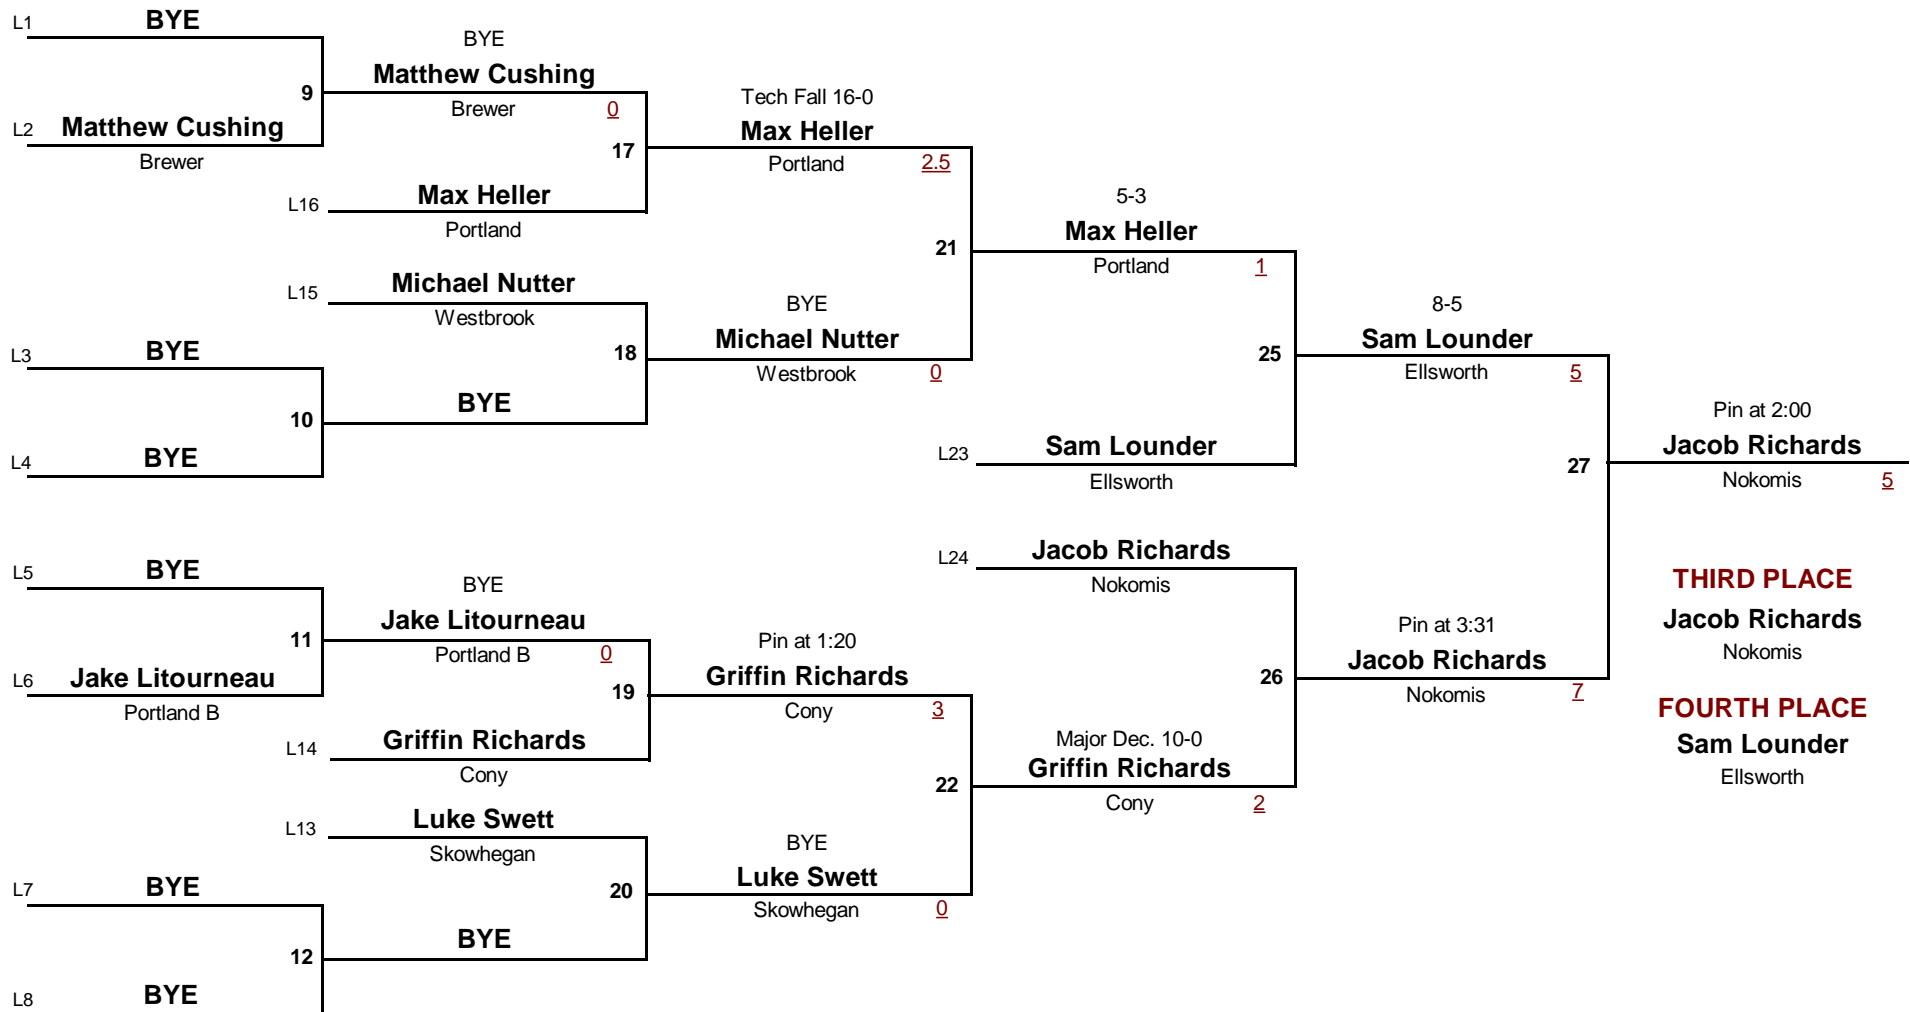 L1 BYE
9
L2 Matthew Cushing
Brewer
BYE
Matthew Cushing
Brewer 0
17
L16 Max Heller
Portland
Tech Fall 16-0
Max Heller
Portland 2.5
21
L15 Michael Nutter
Westbrook
18
L3 BYE
10
L4 BYE
BYE
BYE
Michael Nutter
Westbrook 0
5-3
Max Heller
Portland 1
25
L23 Sam Lounder
Ellsworth
8-5
Sam Lounder
Ellsworth 5
27
Pin at 2:00
Jacob Richards
Nokomis 5
L5 BYE
11
L6 Jake Litourneau
Portland B
BYE
Jake Litourneau
Portland B 0
19
L14 Griffin Richards
Cony
Pin at 1:20
Griffin Richards
Cony 3
22
L13 Luke Swett
Skowhegan
20
L7 BYE
12
L8 BYE
BYE
BYE
Luke Swett
Skowhegan 0
L24 Jacob Richards
Nokomis
26
Major Dec. 10-0
Griffin Richards
Cony 2
Pin at 3:31
Jacob Richards
Nokomis 7
THIRD PLACE
Jacob Richards
Nokomis
FOURTH PLACE
Sam Lounder
Ellsworth